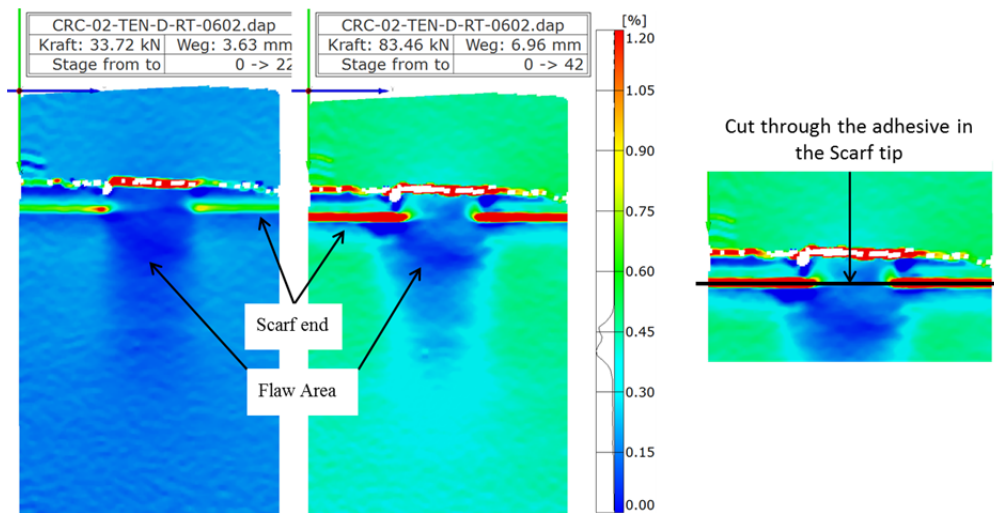 CRC-02-TEN-D-RT-0602.dap
Kraft: 33.72 kN Weg: 3.63 mm
Stage from to 0 -> 22
CRC-02-TEN-D-RT-0602.dap
Kraft: 83.46 kN Weg: 6.96 mm
Stage from to 0 -> 42
[%]
1.20
1.05
0.90
0.75
0.60
0.45
0.30
0.15
0.00
Scarf end
Flaw Area
Cut through the adhesive in
the Scarf tip